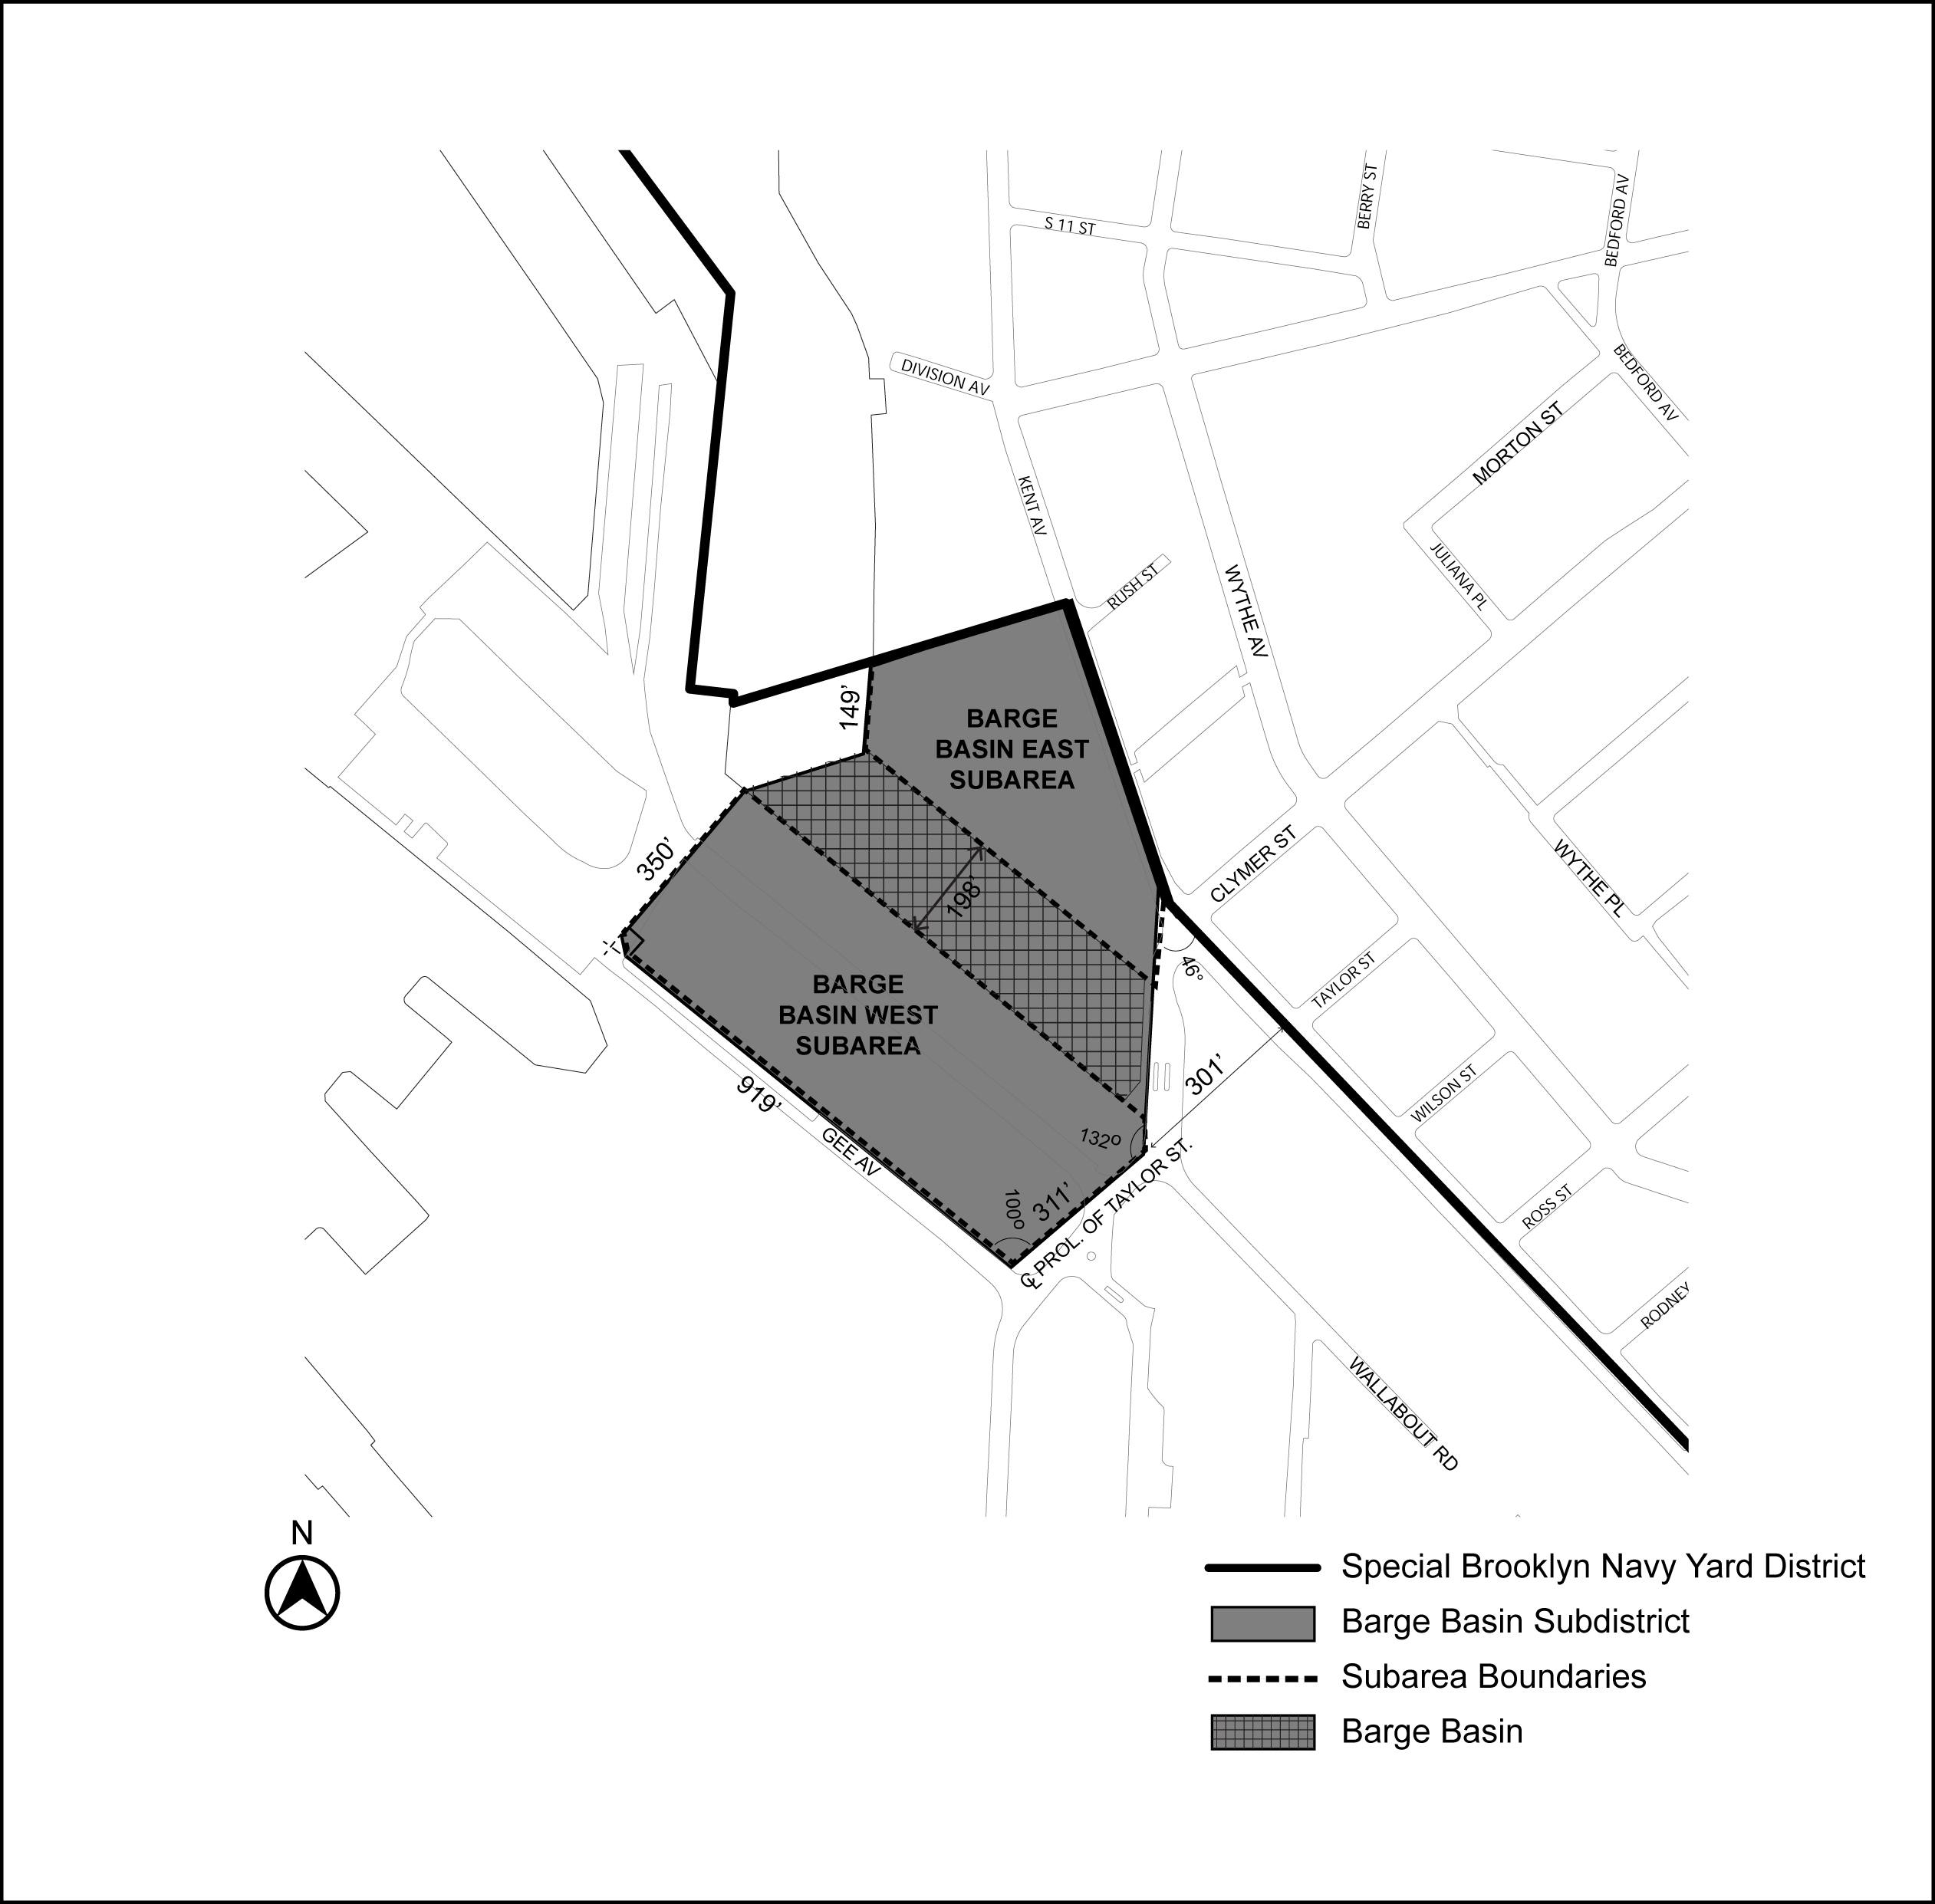 S 11 ST
BERRY ST
BEDFORD AV
DIVISION AV
BEDFORD AV
MORTON ST
KENT AV
RUSH ST
JULIANA PL
WYTHE AV
149’
BARGE
BASIN EAST
SUBAREA
350’
198’
CLYMER ST
WYTHE PL
46°
TAYLOR ST
BARGE
BASIN WEST
SUBAREA
301’
WILSON ST
919’
GEE AV
132o
100o
311’
℄ PROL. OF TAYLOR ST.
ROSS ST
RODNEY
WALLABOUT RD
N
Special Brooklyn Navy Yard District
Barge Basin Subdistrict
Subarea Boundaries
Barge Basin